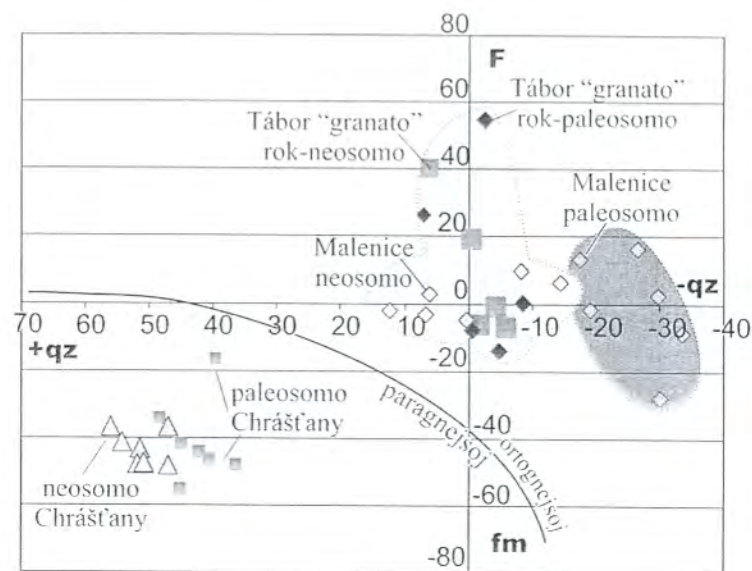 80
F
Tábor “granato”
rok-paleosomo
60
Tábor “granato”
rok-neosomo
40
Malenice
paleosomo
20
Malenice
neosomo
0
-qz
70 60 50 40 30 20 10 -10 -20 -30 -40
+qz
-20
paleosomo
Chrášťany
paragnejsoj
-40
ortognejsoj
neosomo
Chrášťany
-60
fm
-80